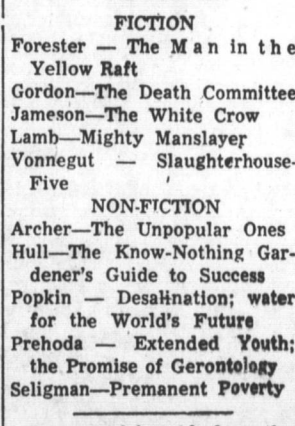 FICTION
Forester — The Man in the
Yellow Raft
Gordon—The Death Committee
Jameson—The White Crow
Lamb—Mighty Manslayer
Vonnegut — Slaughterhouse-
Five
NON-FICTION
Archer—The Unpopular Ones
Hull—The Know-Nothing Gar-
dener's Guide to Success
Popkin — Desalination; water
for the World's Future
Prehoda — Extended Youth;
the Promise of Gerontology
Seligman—Premanent Poverty